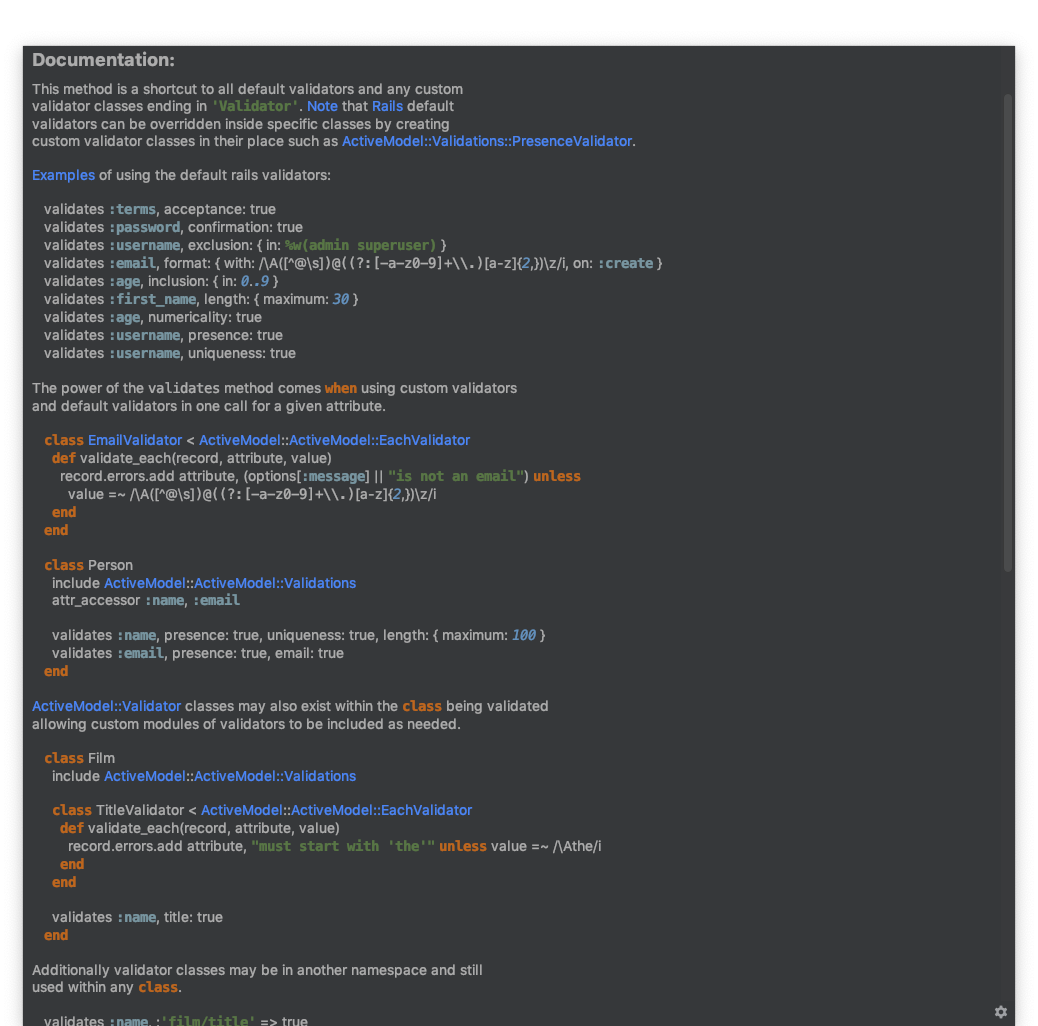 Documentation:
This method is a shortcut to all default validators and any custom
validator classes ending in 'Validator'. Note that Rails default
validators can be overridden inside specific classes by creating
custom validator classes in their place such as ActiveModel::Validations::PresenceValidator.
Examples of using the default rails validators:
validates :terms, acceptance: true
validates :password, confirmation: true
validates :username, exclusion: { in: %w(admin superuser) }
validates :email, format: { with: /\A([^@\s])@((?:[-a-z0-9]+\\.)[a-z]{2,})\z/i, on: :create }
validates :age, inclusion: { in: 0..9 }
validates :first_name, length: { maximum: 30 }
validates :age, numericality: true
validates :username, presence: true
validates :username, uniqueness: true
The power of the validates method comes when using custom validators
and default validators in one call for a given attribute.
class EmailValidator < ActiveModel::ActiveModel::EachValidator
def validate_each(record, attribute, value)
record.errors.add attribute, (options[:message] || "is not an email") unless
value =~ /\A([^@\s])@((?:[-a-z0-9]+\\.)[a-z]{2,})\z/i
end
end
class Person
include ActiveModel::ActiveModel::Validations
attr_accessor :name, :email
validates :name, presence: true, uniqueness: true, length: { maximum: 100 }
validates :email, presence: true, email: true
end
ActiveModel::Validator classes may also exist within the class being validated
allowing custom modules of validators to be included as needed.
class Film
include ActiveModel::ActiveModel::Validations
class TitleValidator < ActiveModel::ActiveModel::EachValidator
def validate_each(record, attribute, value)
record.errors.add attribute, "must start with 'the'" unless value =~ /\Athe/i
end
end
validates :name, title: true
end
Additionally validator classes may be in another namespace and still
used within any class.
validates :name, :'film/title' => true